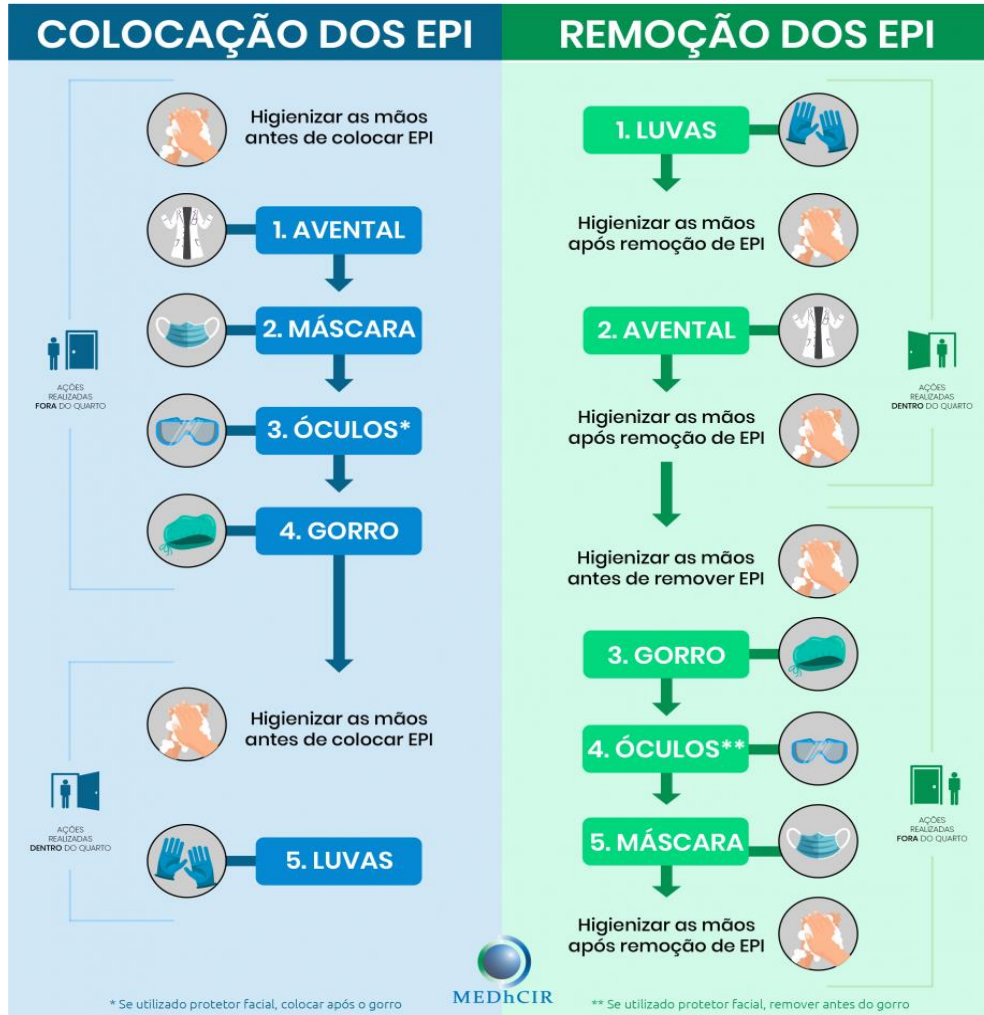 COLOCAÇÃO DOS EPI
Higienizar as mãos
antes de colocar EPI
1. AVENTAL
2. MÁSCARA
AÇÕES
REALIZADAS
FORA DO QUARTO
3. ÓCULOS*
4. GORRO
Higienizar as mãos
antes de colocar EPI
AÇÕES
REALIZADAS
DENTRO DO QUARTO
5. LUVAS
* Se utilizado protetor facial, colocar após o gorro
REMOÇÃO DOS EPI
1. LUVAS
Higienizar as mãos
após remoção de EPI
2. AVENTAL
AÇÕES
REALIZADAS
DENTRO DO QUARTO
Higienizar as mãos
após remoção de EPI
Higienizar as mãos
antes de remover EPI
3. GORRO
4. ÓCULOS**
AÇÕES
REALIZADAS
FORA DO QUARTO
5. MÁSCARA
Higienizar as mãos
após remoção de EPI
MEDhCIR
** Se utilizado protetor facial, remover antes do gorro